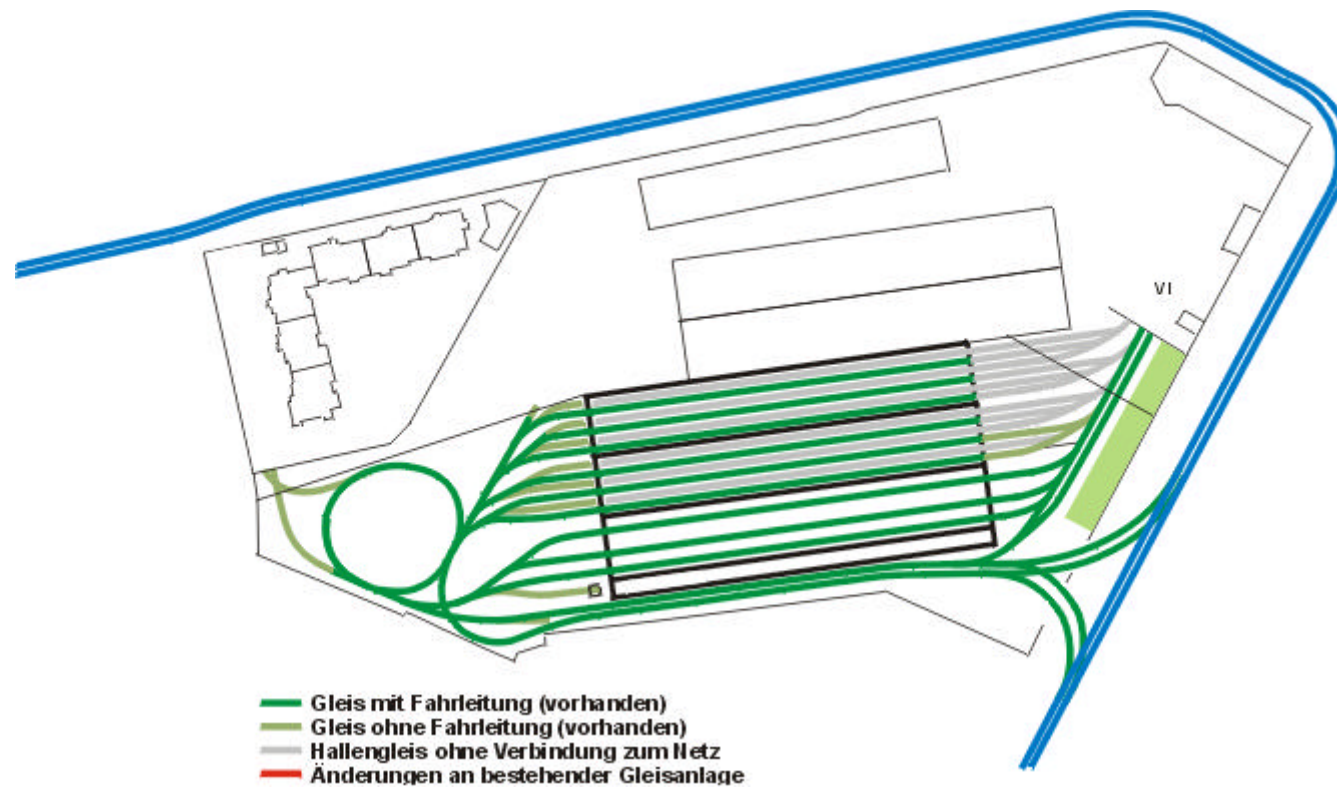 VI
Gleis mit Fahrleitung (vorhanden)
Gleis ohne Fahrleitung (vorhanden)
Hallengleis ohne Verbindung zum Netz
Änderungen an bestehender Gleisanlage